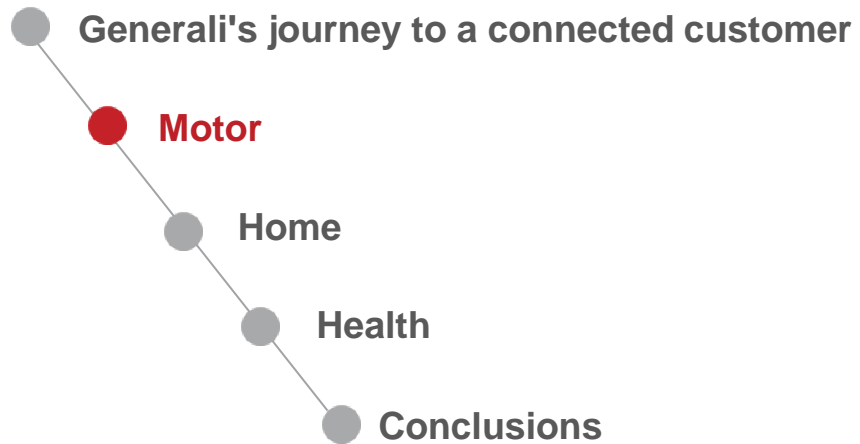 Generali's journey to a connected customer
Motor
Home
Health
Conclusions